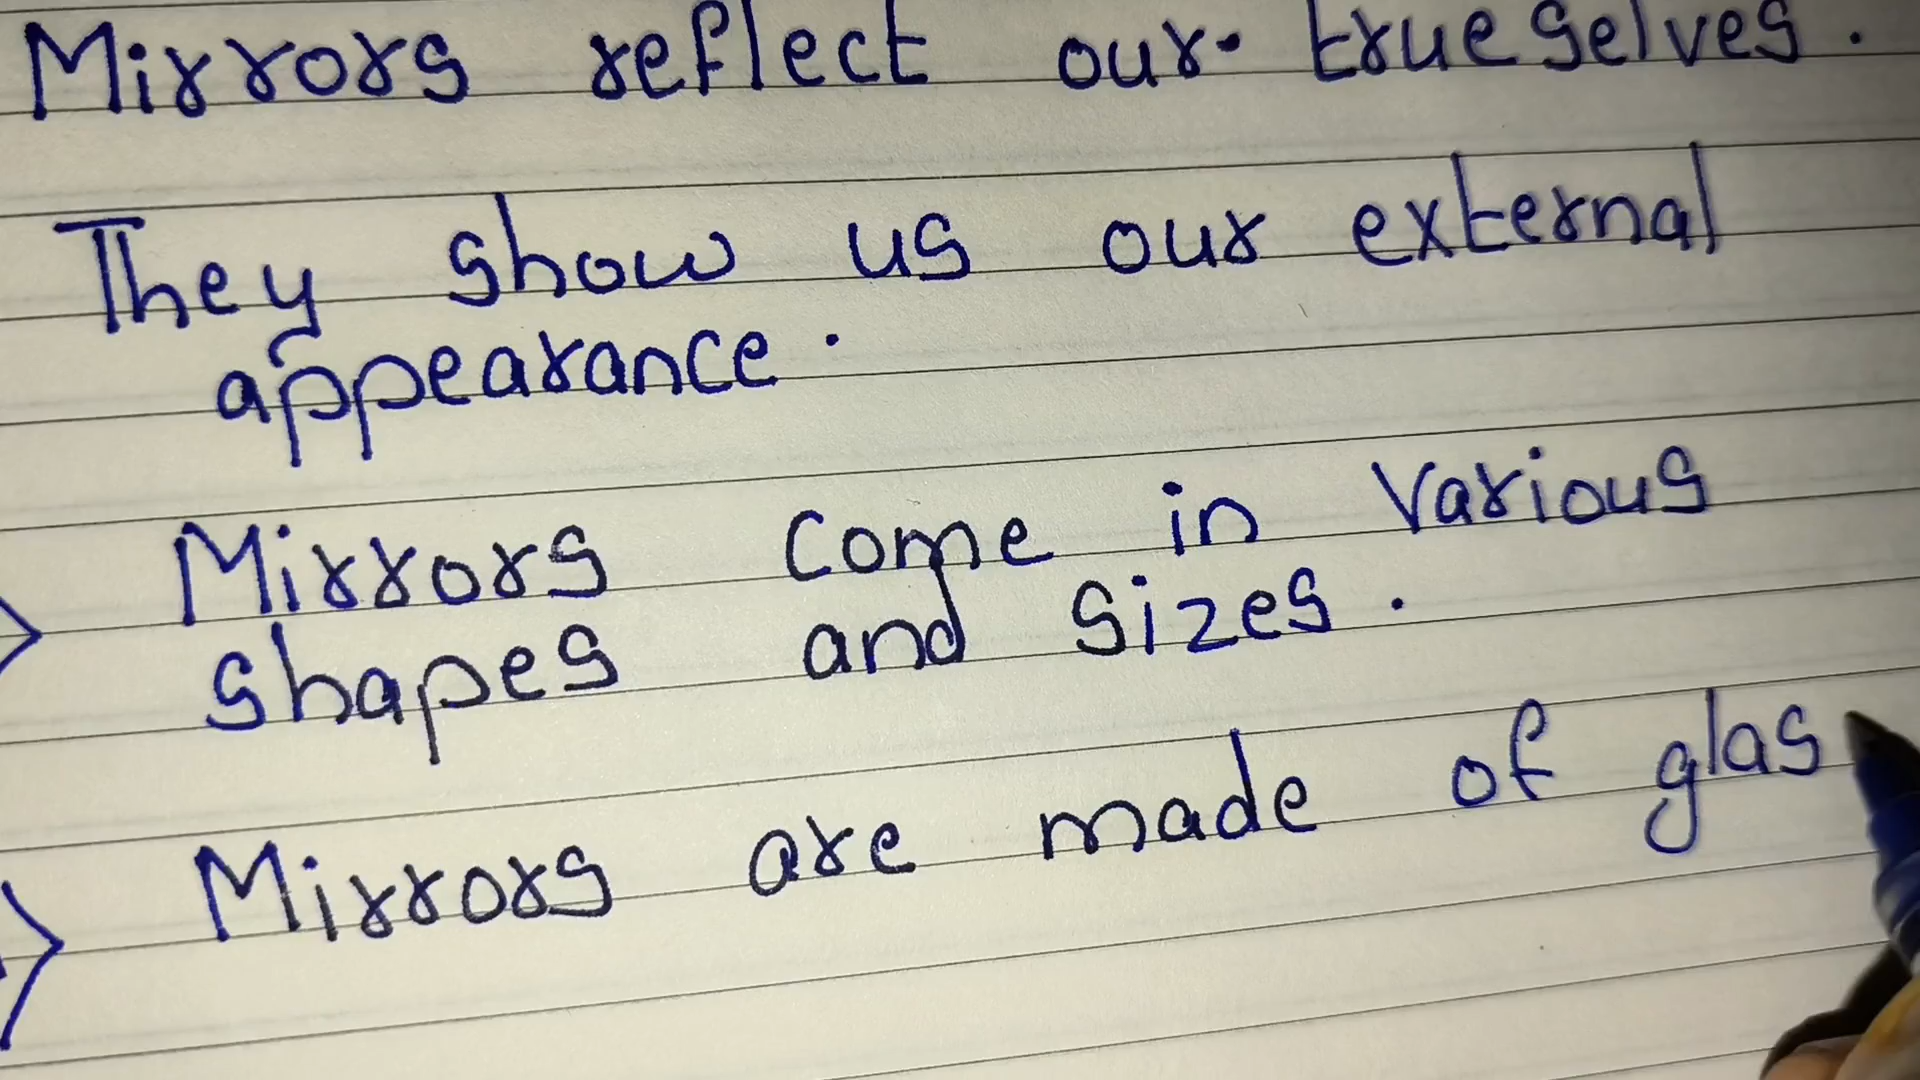 Mirrors reflect our true selves.
They show us our external
appearance.
Mirrors come in various
shapes and sizes.
Mirrors are made of glas